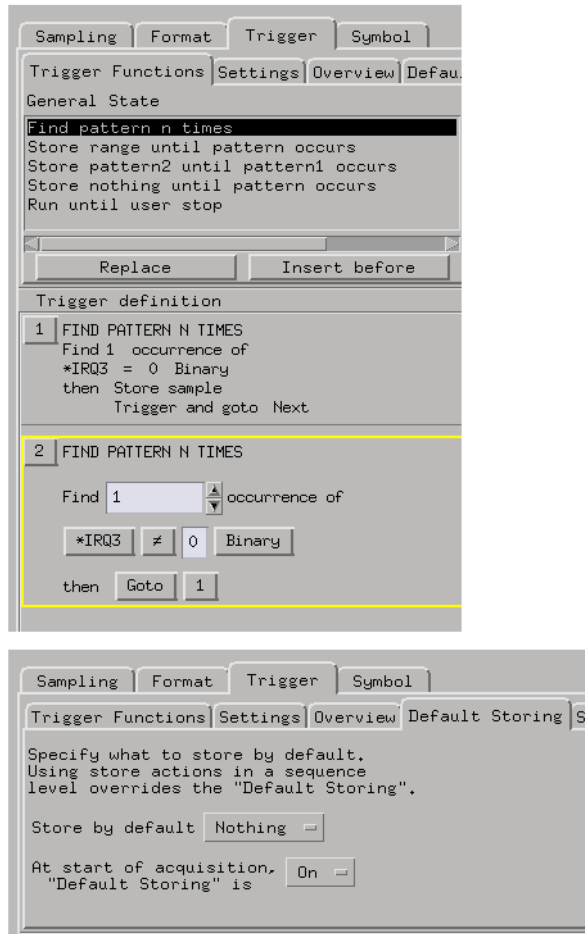 Sampling Format Trigger Symbol
Trigger Functions Settings Overview Defau
General State
Find pattern n times
Store range until pattern occurs
Store pattern2 until pattern1 occurs
Store nothing until pattern occurs
Run until user stop
Replace Insert before
Trigger definition
1 FIND PATTERN N TIMES
Find 1 occurrence of
*IRQ3 = 0 Binary
then Store sample
Trigger and goto Next
2 FIND PATTERN N TIMES
Find 1 occurrence of
*IRQ3 ≠ 0 Binary
then Goto 1
Sampling Format Trigger Symbol
Trigger Functions Settings Overview Default Storing S
Specify what to store by default.
Using store actions in a sequence
level overrides the "Default Storing".
Store by default Nothing
At start of acquisition, On
"Default Storing" is